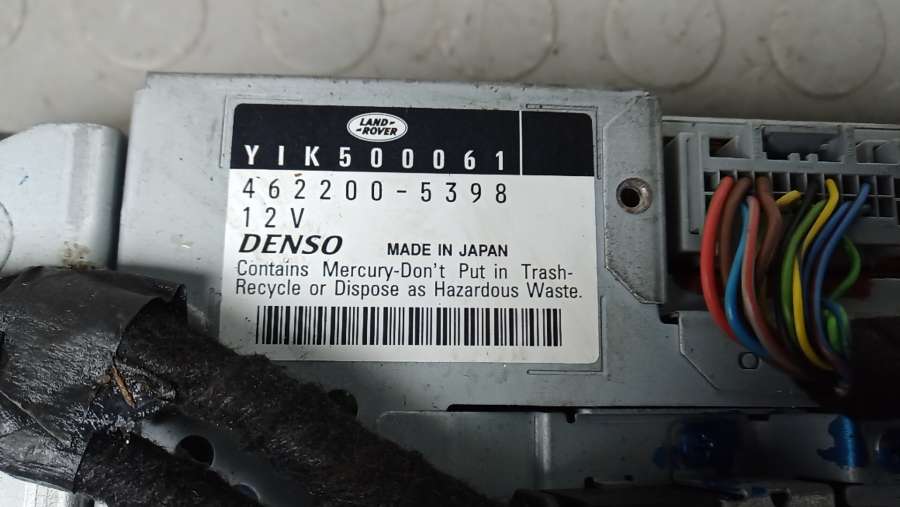 LAND-
-ROVER
YIK500061
462200-5398
12V
DENSO MADE IN JAPAN
Contains Mercury-Don't Put in Trash-
Recycle or Dispose as Hazardous Waste.